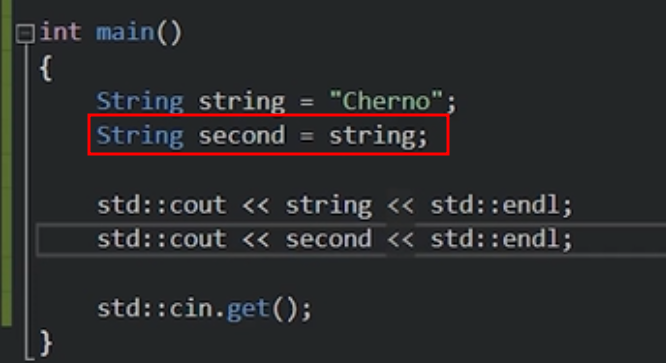 int main()
{
String string = "Cherno";
String second = string;
std::cout << string << std::endl;
std::cout << second << std::endl;
std::cin.get();
}